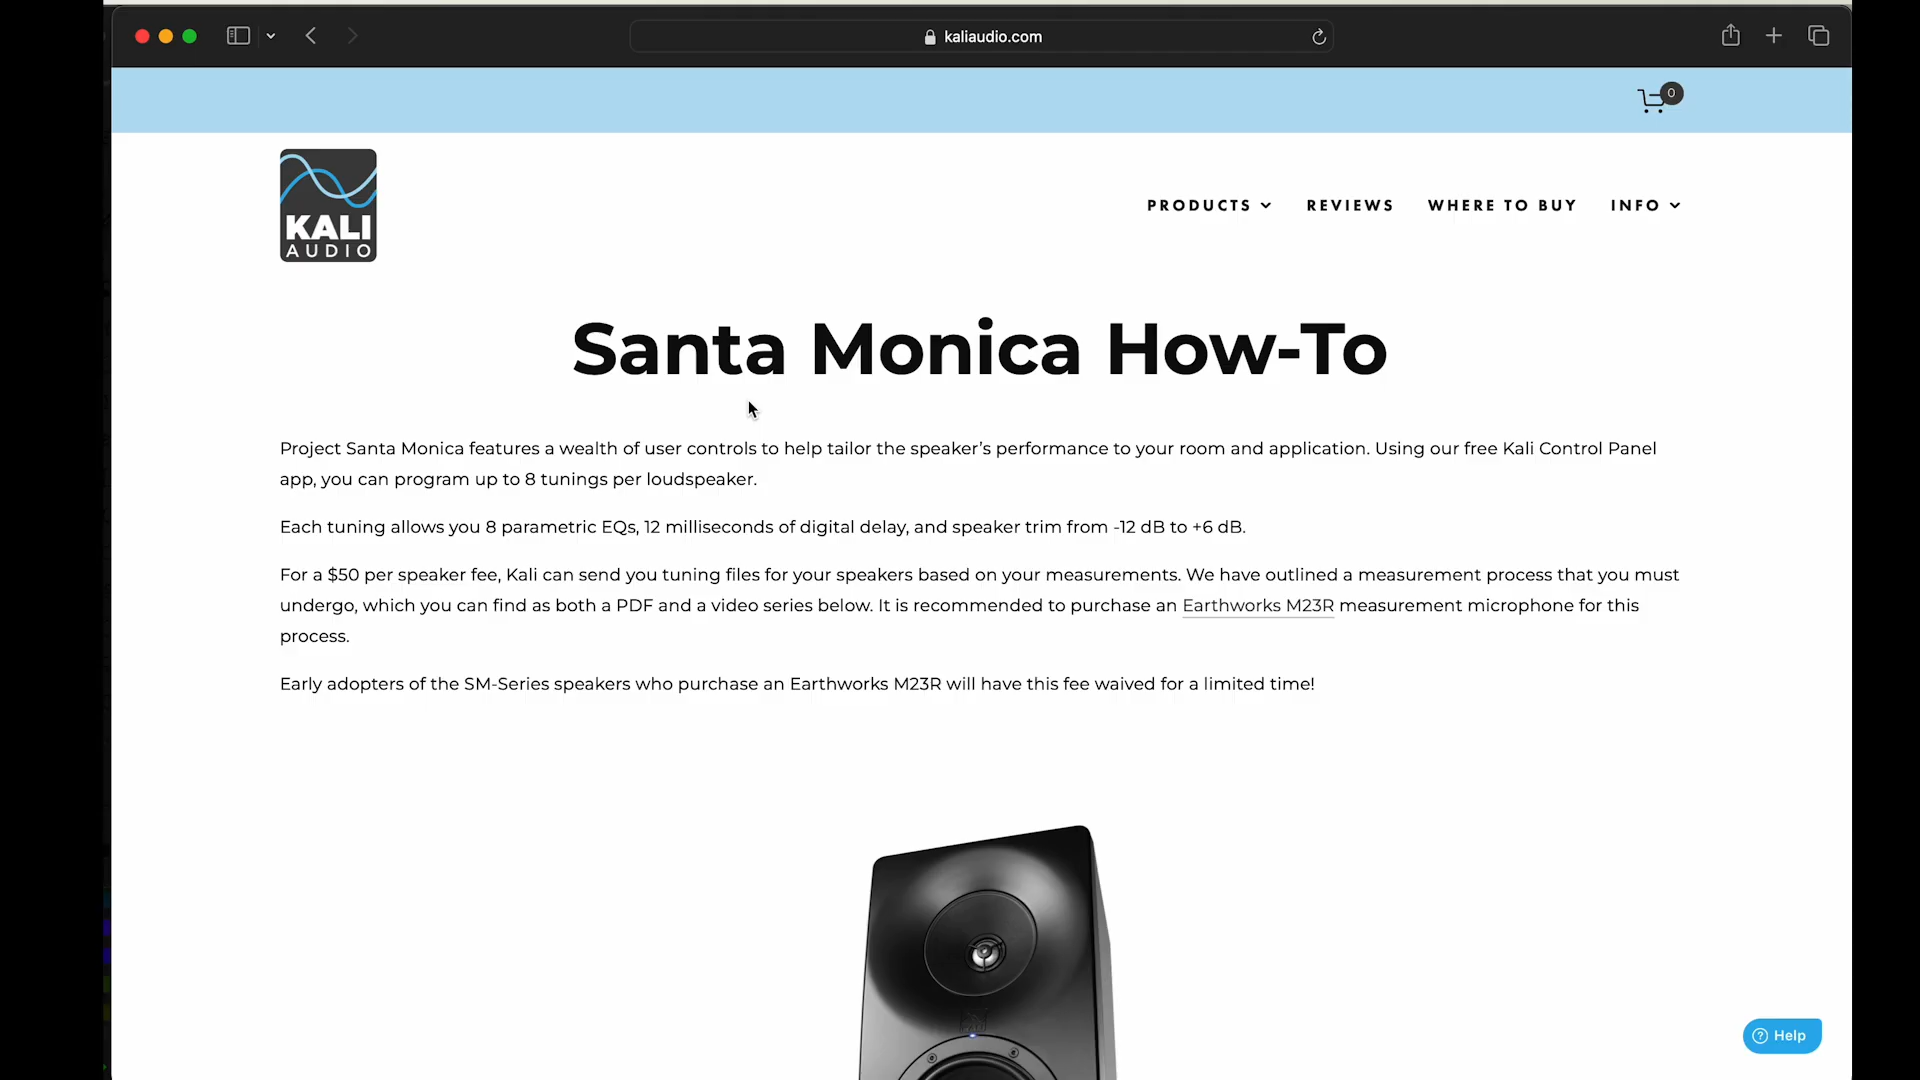 kaliaudio.com
0
KALI
AUDIO
PRODUCTS
REVIEWS
WHERE TO BUY
INFO
Santa Monica How-To
Project Santa Monica features a wealth of user controls to help tailor the speaker’s performance to your room and application. Using our free Kali Control Panel
app, you can program up to 8 tunings per loudspeaker.
Each tuning allows you 8 parametric EQs, 12 milliseconds of digital delay, and speaker trim from -12 dB to +6 dB.
For a $50 per speaker fee, Kali can send you tuning files for your speakers based on your measurements. We have outlined a measurement process that you must
undergo, which you can find as both a PDF and a video series below. It is recommended to purchase an Earthworks M23R measurement microphone for this
process.
Early adopters of the SM-Series speakers who purchase an Earthworks M23R will have this fee waived for a limited time!
Help